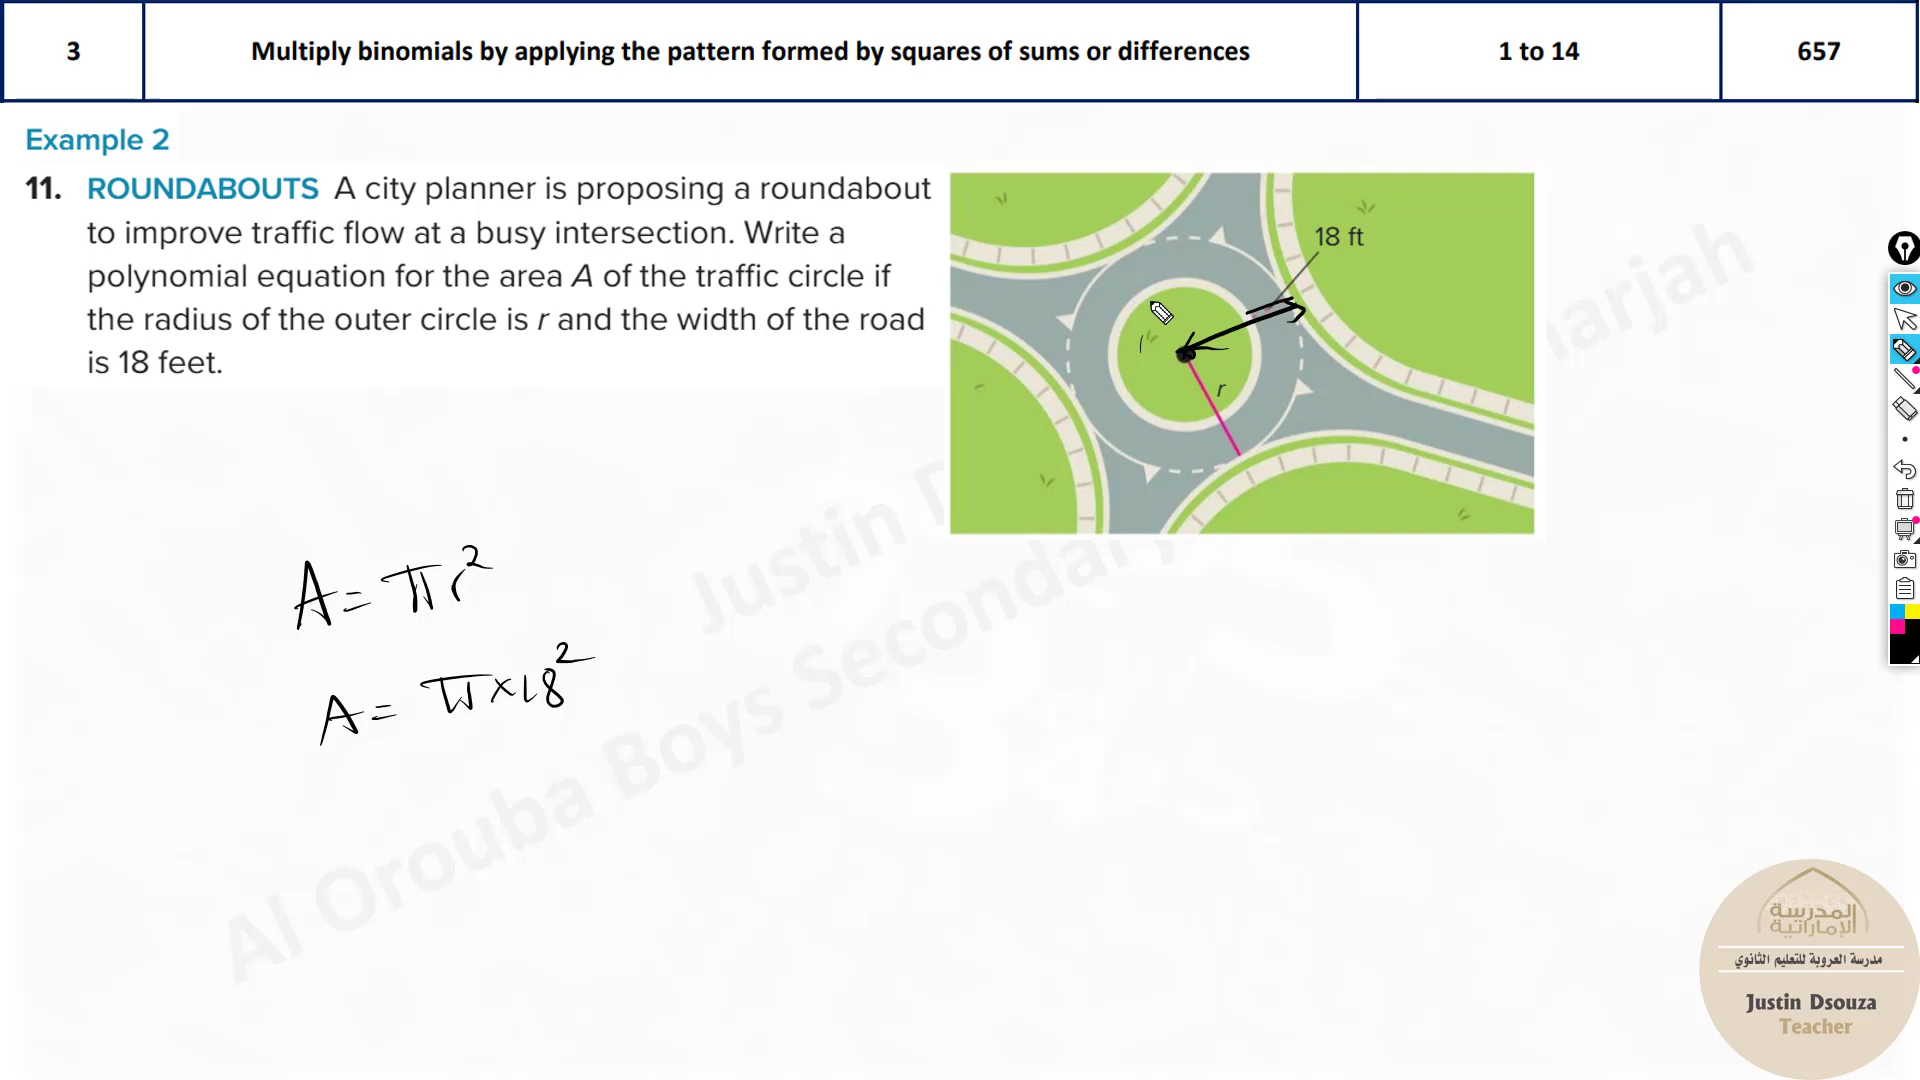 3 Multiply binomials by applying the pattern formed by squares of sums or differences 1 to 14 657
Example 2
11. ROUNDABOUTS A city planner is proposing a roundabout
to improve traffic flow at a busy intersection. Write a
polynomial equation for the area A of the traffic circle if
the radius of the outer circle is r and the width of the road
is 18 feet.
18 ft
r
A = πr²
A = π×18²
Justin D
Al Orouba Boys Secondary
harjah
المدرسة
الإماراتية
مدرسة العروبة للتعليم الثانوي
Justin Dsouza
Teacher